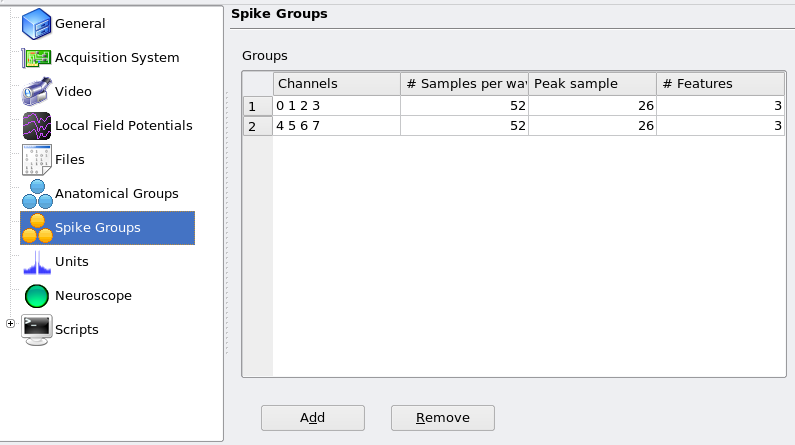 General
Acquisition System
Video
Local Field Potentials
Files
Anatomical Groups
Spike Groups
Units
Neuroscope
Scripts
Spike Groups
Groups
Channels # Samples per wav Peak sample # Features
1 0 1 2 3 52 26 3
2 4 5 6 7 52 26 3
Add Remove